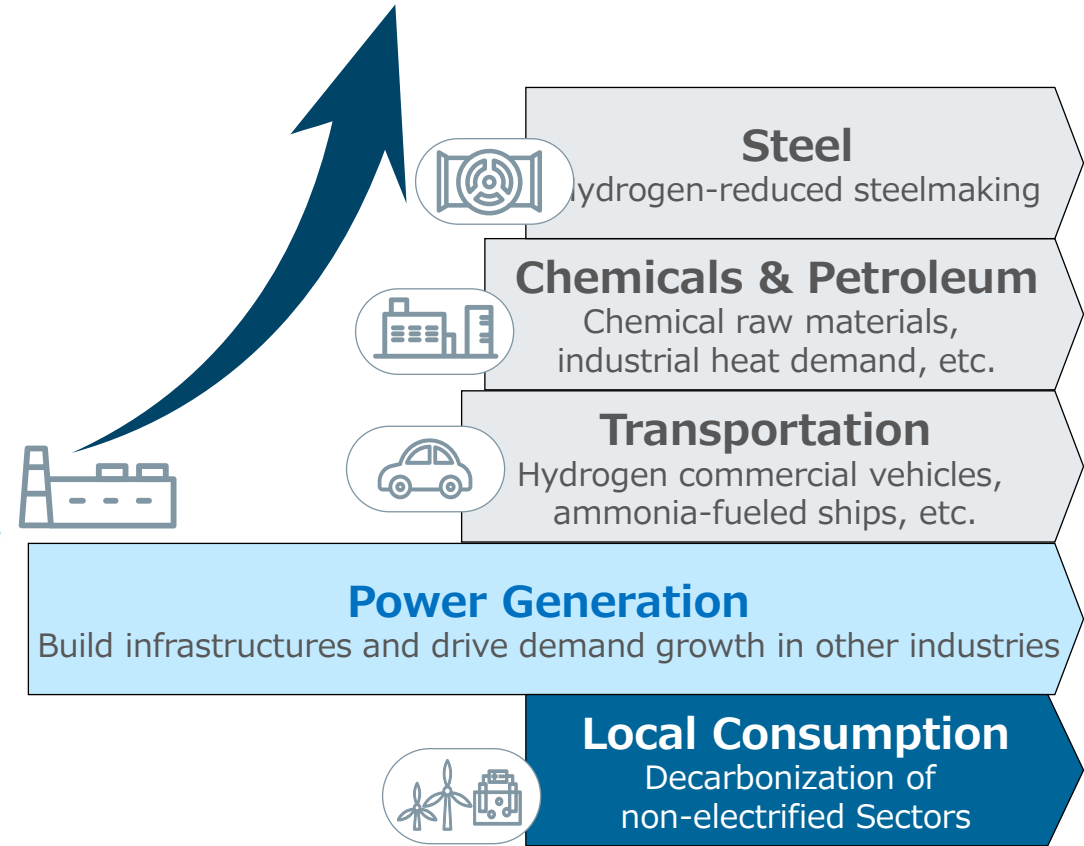 Steel
ydrogen-reduced steelmaking
Chemicals & Petroleum
Chemical raw materials,
industrial heat demand, etc.
Transportation
Hydrogen commercial vehicles,
ammonia-fueled ships, etc.
Power Generation
Build infrastructures and drive demand growth in other industries
Local Consumption
Decarbonization of
non-electrified Sectors